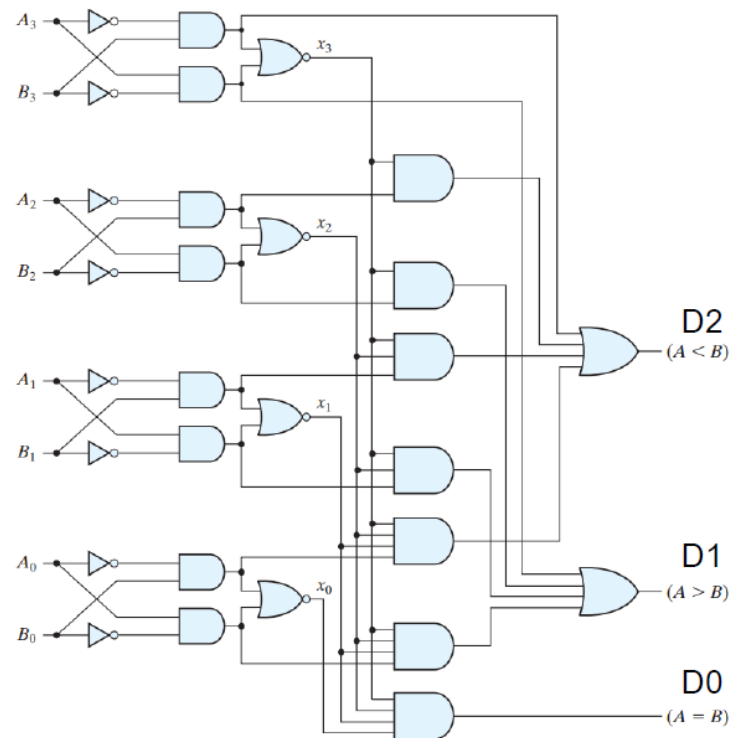 A3
x3
B3
A2
x2
B2
D2
(A < B)
A1
x1
B1
D1
A0
x0
(A > B)
B0
D0
(A = B)